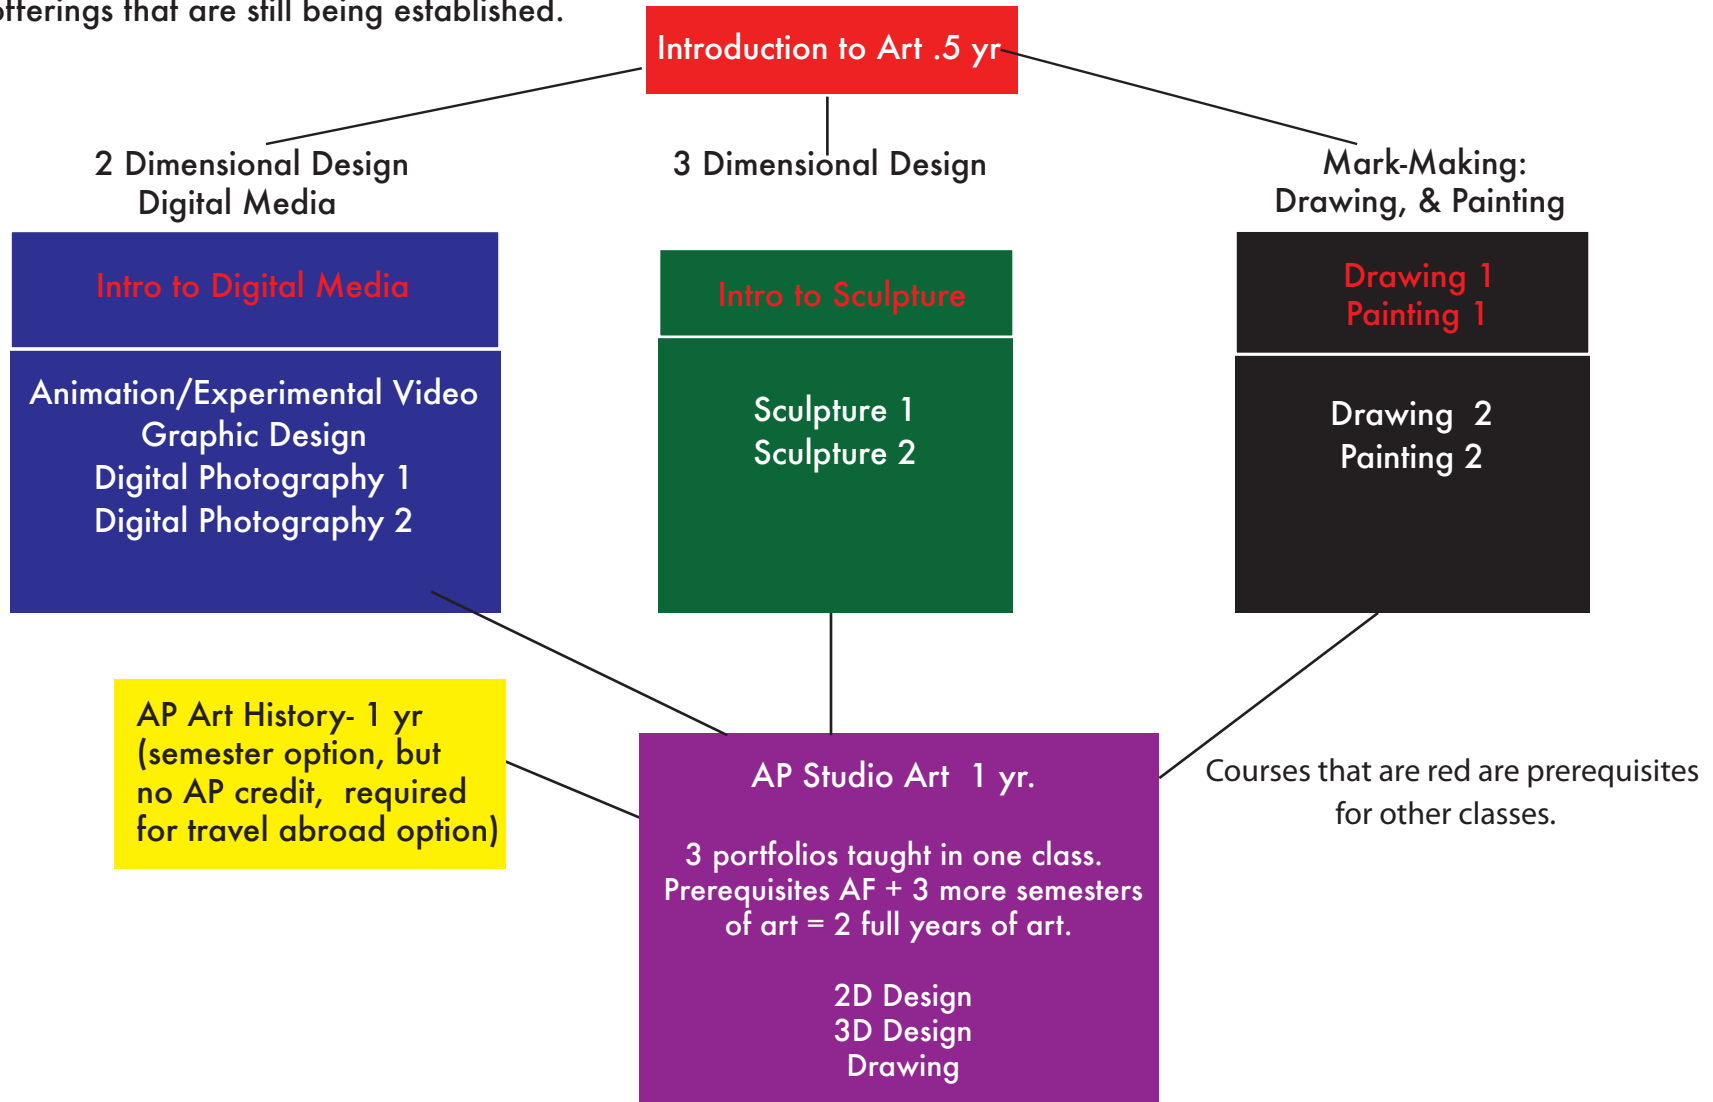 offerings that are still being established.
Introduction to Art .5 yr
2 Dimensional Design
Digital Media
3 Dimensional Design
Mark-Making:
Drawing, & Painting
Intro to Digital Media
Animation/Experimental Video
Graphic Design
Digital Photography 1
Digital Photography 2
Intro to Sculpture
Sculpture 1
Sculpture 2
Drawing 1
Painting 1
Drawing 2
Painting 2
AP Art History- 1 yr
(semester option, but
no AP credit, required
for travel abroad option)
AP Studio Art 1 yr.
3 portfolios taught in one class.
Prerequisites AF + 3 more semesters
of art = 2 full years of art.
2D Design
3D Design
Drawing
Courses that are red are prerequisites
for other classes.